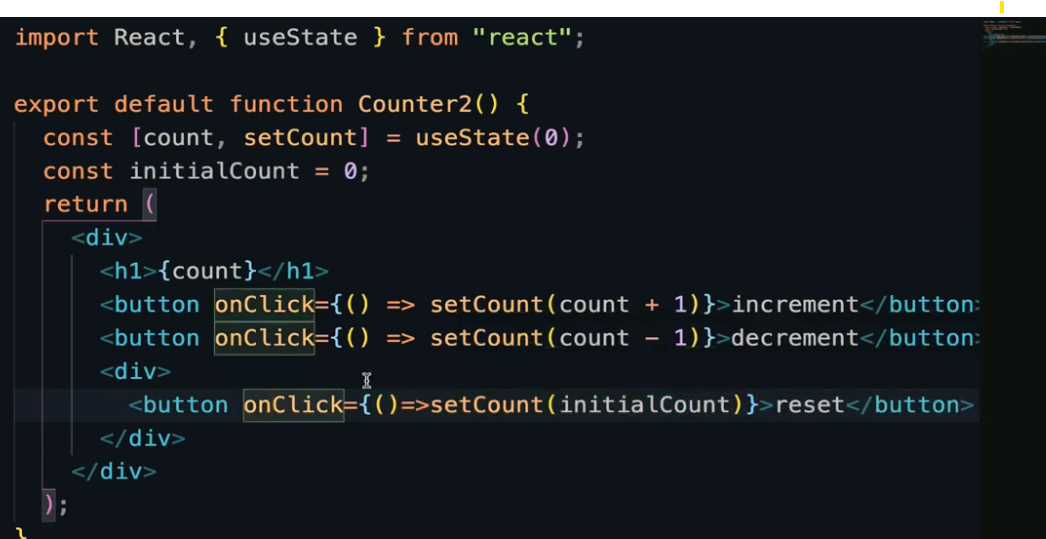 import React, { useState } from "react";
export default function Counter2() {
const [count, setCount] = useState(0);
const initialCount = 0;
return (
<div>
<h1>{count}</h1>
<button onClick={() => setCount(count + 1)}>increment</button>
<button onClick={() => setCount(count - 1)}>decrement</button>
<div>
<button onClick={()=>setCount(initialCount)}>reset</button>
</div>
</div>
);
}